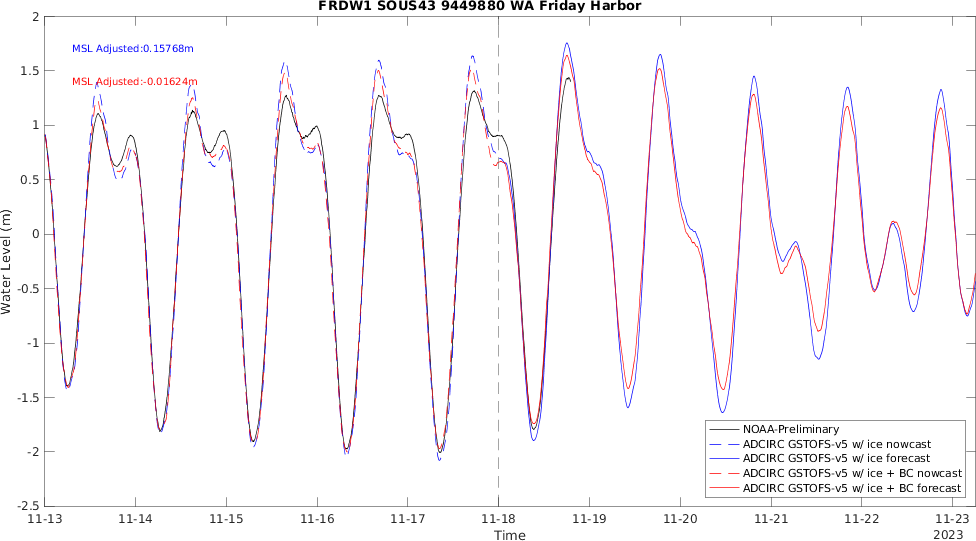 FRDW1 SOUS43 9449880 WA Friday Harbor
MSL Adjusted:0.15768m
MSL Adjusted:-0.01624m
Water Level (m)
2
1.5
1
0.5
0
-0.5
-1
-1.5
-2
-2.5
NOAA-Preliminary
ADCIRC GSTOFS-v5 w/ ice nowcast
ADCIRC GSTOFS-v5 w/ ice forecast
ADCIRC GSTOFS-v5 w/ ice + BC nowcast
ADCIRC GSTOFS-v5 w/ ice + BC forecast
11-13 11-14 11-15 11-16 11-17 11-18 11-19 11-20 11-21 11-22 11-23
Time
2023